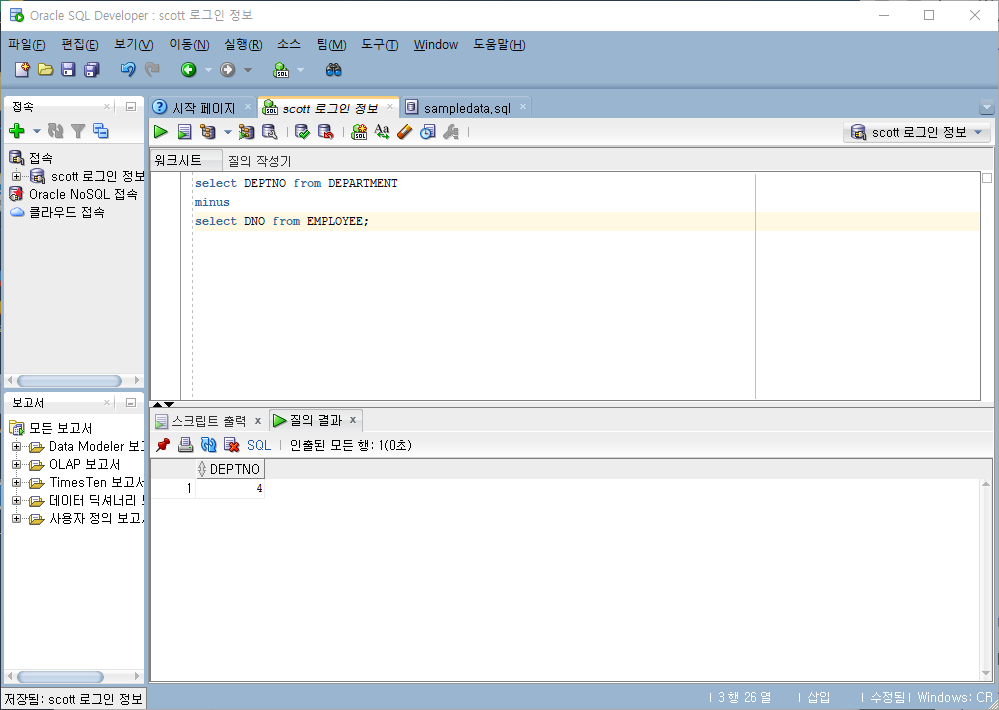 Oracle SQL Developer : scott 로그인 정보
파일(F) 편집(E) 보기(V) 이동(N) 실행(R) 소스 팀(M) 도구(T) Window 도움말(H)
접속
시작 페이지 scott 로그인 정보 sampledata.sql
scott 로그인 정보
접속
scott 로그인 정보
Oracle NoSQL 접속
클라우드 접속
워크시트 질의 작성기
select DEPTNO from DEPARTMENT
minus
select DNO from EMPLOYEE;
보고서
모든 보고서
Data Modeler 보고
OLAP 보고서
TimesTen 보고서
데이터 딕셔너리
사용자 정의 보고서
스크립트 출력 x 질의 결과 x
SQL | 인출된 모든 행: 1(0초)
DEPTNO
1 4
저장됨: scott 로그인 정보
| 3 행 26 열 | 삽입 | 수정됨 | Windows: CR